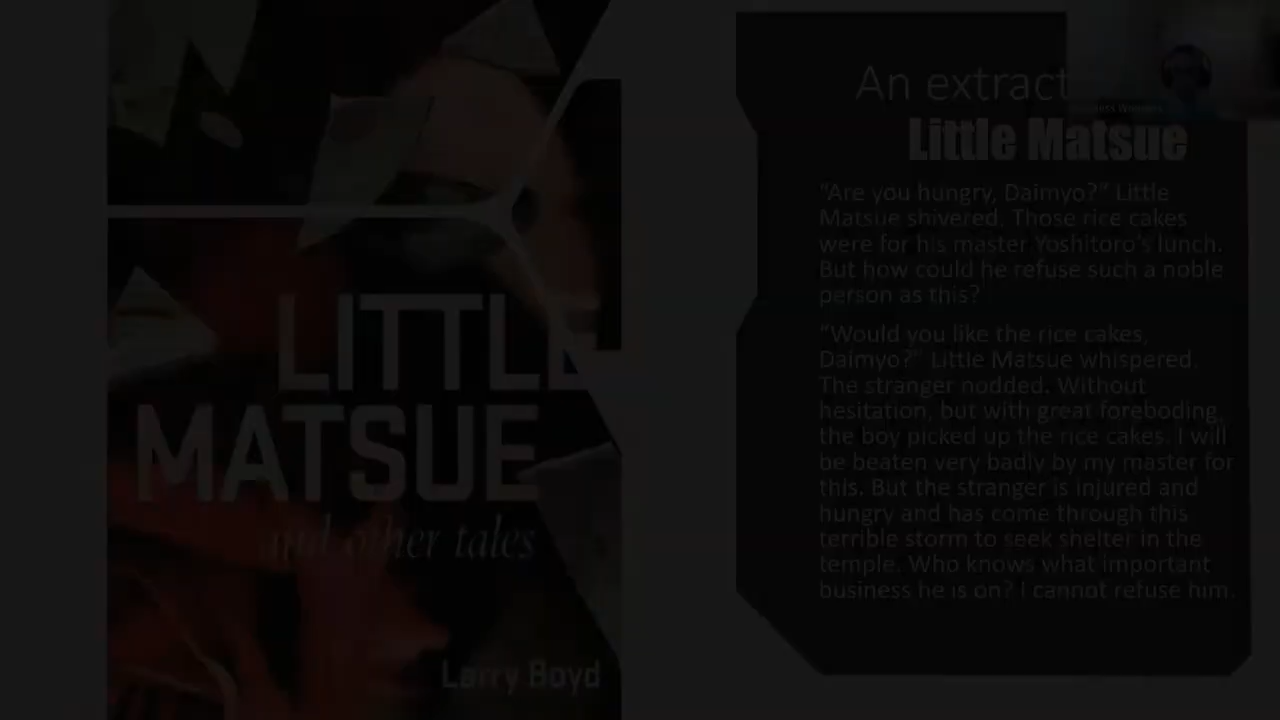 LITTLE
MATSUE
and other tales
Larry Boyd
An extract
Little Matsue
“Are you hungry, Daimyo?” Little
Matsue shivered. Those rice cakes
were for his master Yoshitoro’s lunch.
But how could he refuse such a noble
person as this?
“Would you like the rice cakes,
Daimyo?” Little Matsue whispered.
The stranger nodded. Without
hesitation, but with great foreboding,
the boy picked up the rice cakes. I will
be beaten very badly by my master for
this. But the stranger is injured and
hungry and has come through this
terrible storm to seek shelter in the
temple. Who knows what important
business he is on? I cannot refuse him.